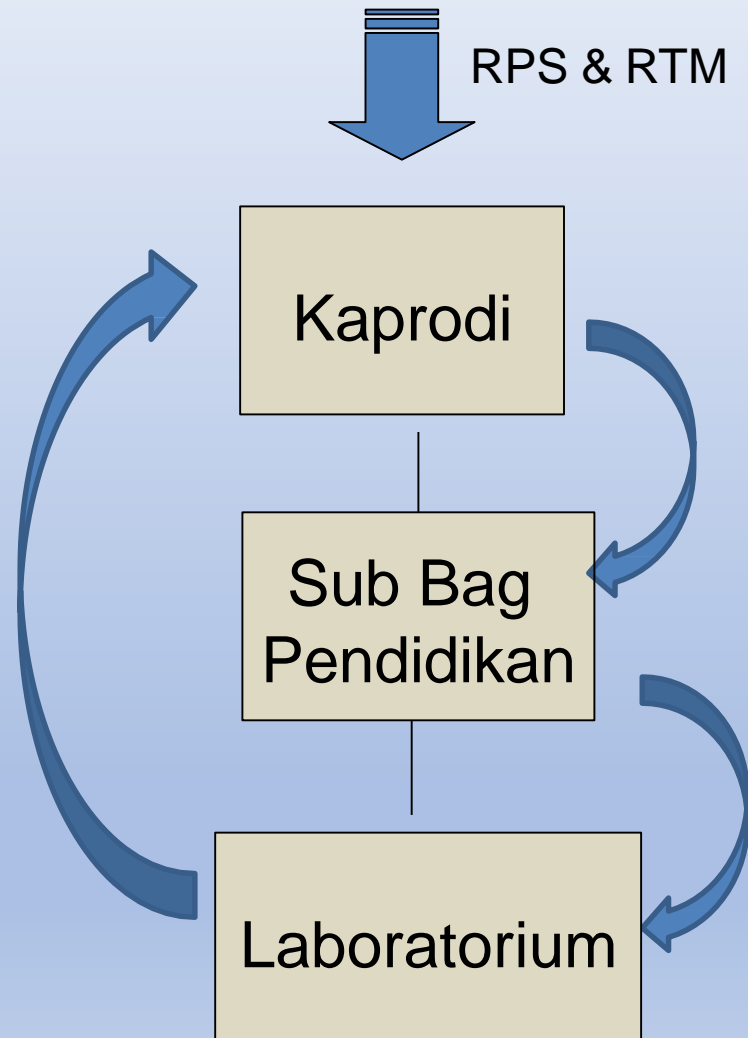 RPS & RTM
Kaprodi
Sub Bag
Pendidikan
Laboratorium